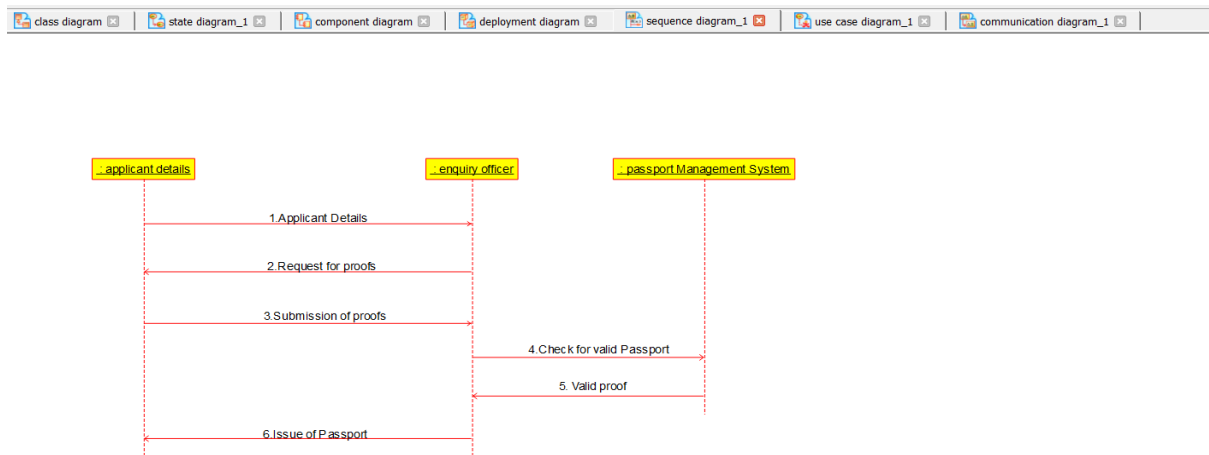 class diagram state diagram_1 component diagram deployment diagram sequence diagram_1 use case diagram_1 communication diagram_1
: applicant details : enquiry officer : passport Management System
1.Applicant Details
2.Request for proofs
3.Submission of proofs
4.Check for valid Passport
5. Valid proof
6.Issue of Passport